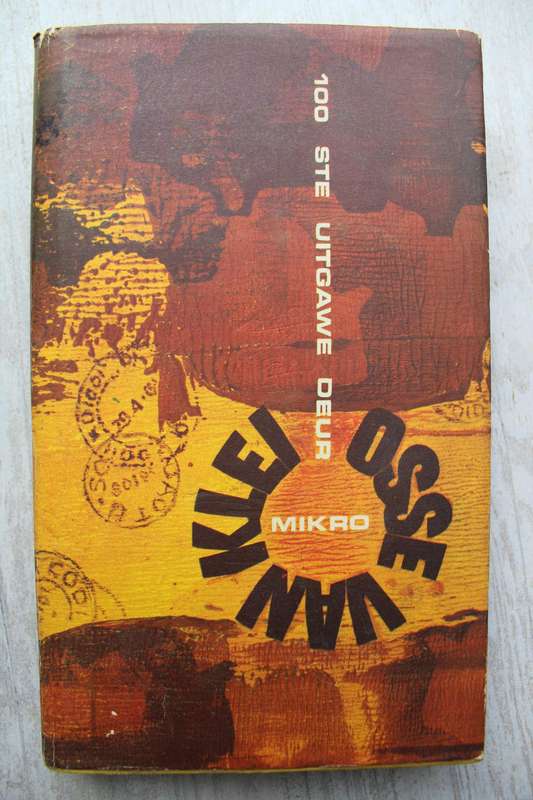 100 STE UITGAWE DEUR
MIKRO
OSSE VAN KLEI